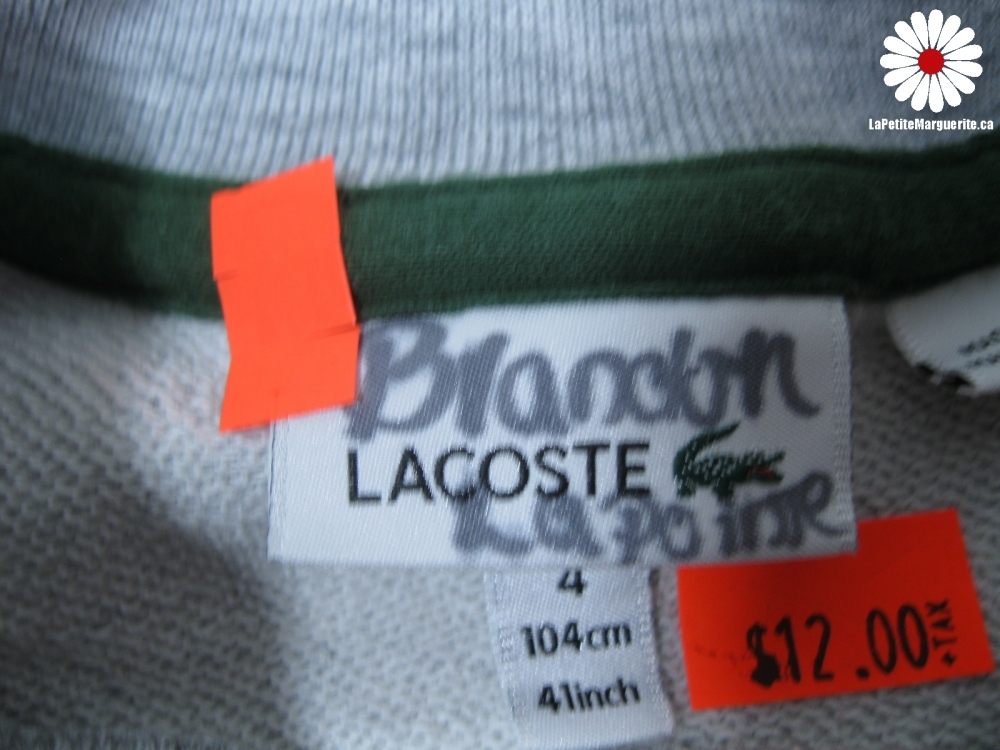 LaPetiteMarguerite.ca
Brandon
LACOSTE
Lapointe
4
104cm
41inch
$12.00
+TAX